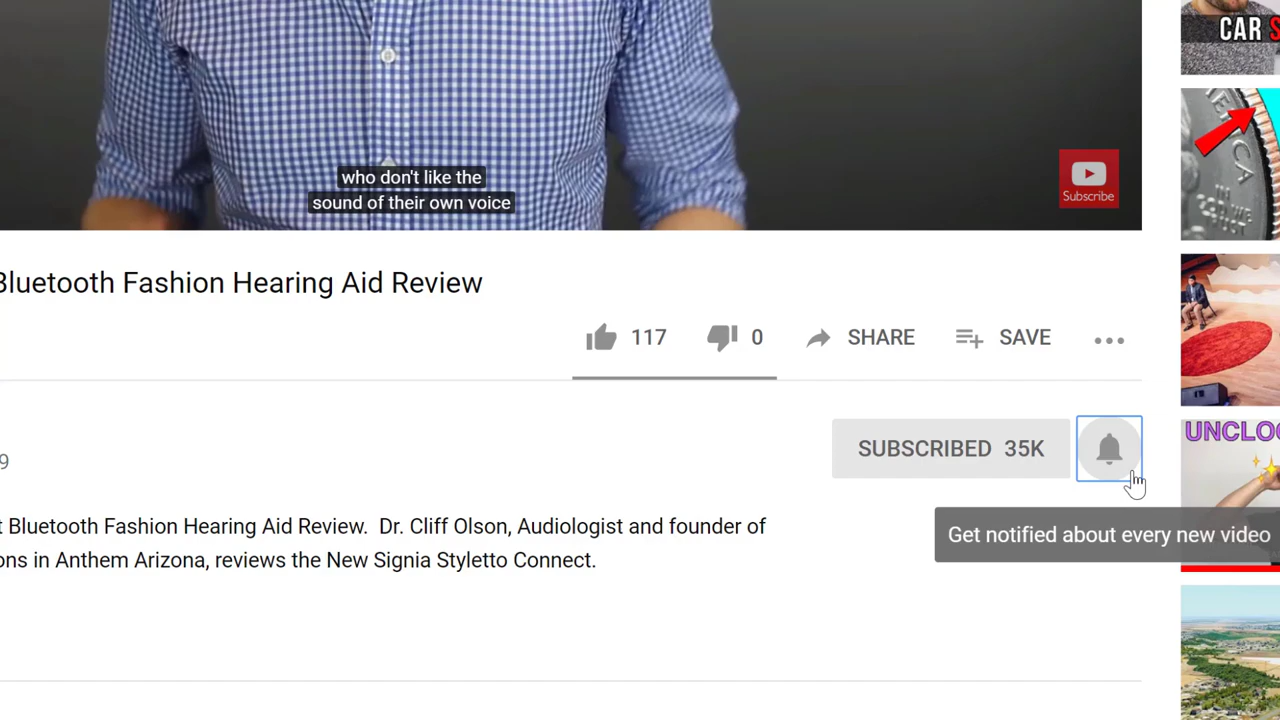 CAR
who don't like the
sound of their own voice
Subscribe
Bluetooth Fashion Hearing Aid Review
117
0
SHARE
SAVE
SUBSCRIBED 35K
9
Get notified about every new video
t Bluetooth Fashion Hearing Aid Review. Dr. Cliff Olson, Audiologist and founder of
ons in Anthem Arizona, reviews the New Signia Styletto Connect.
UNCLO